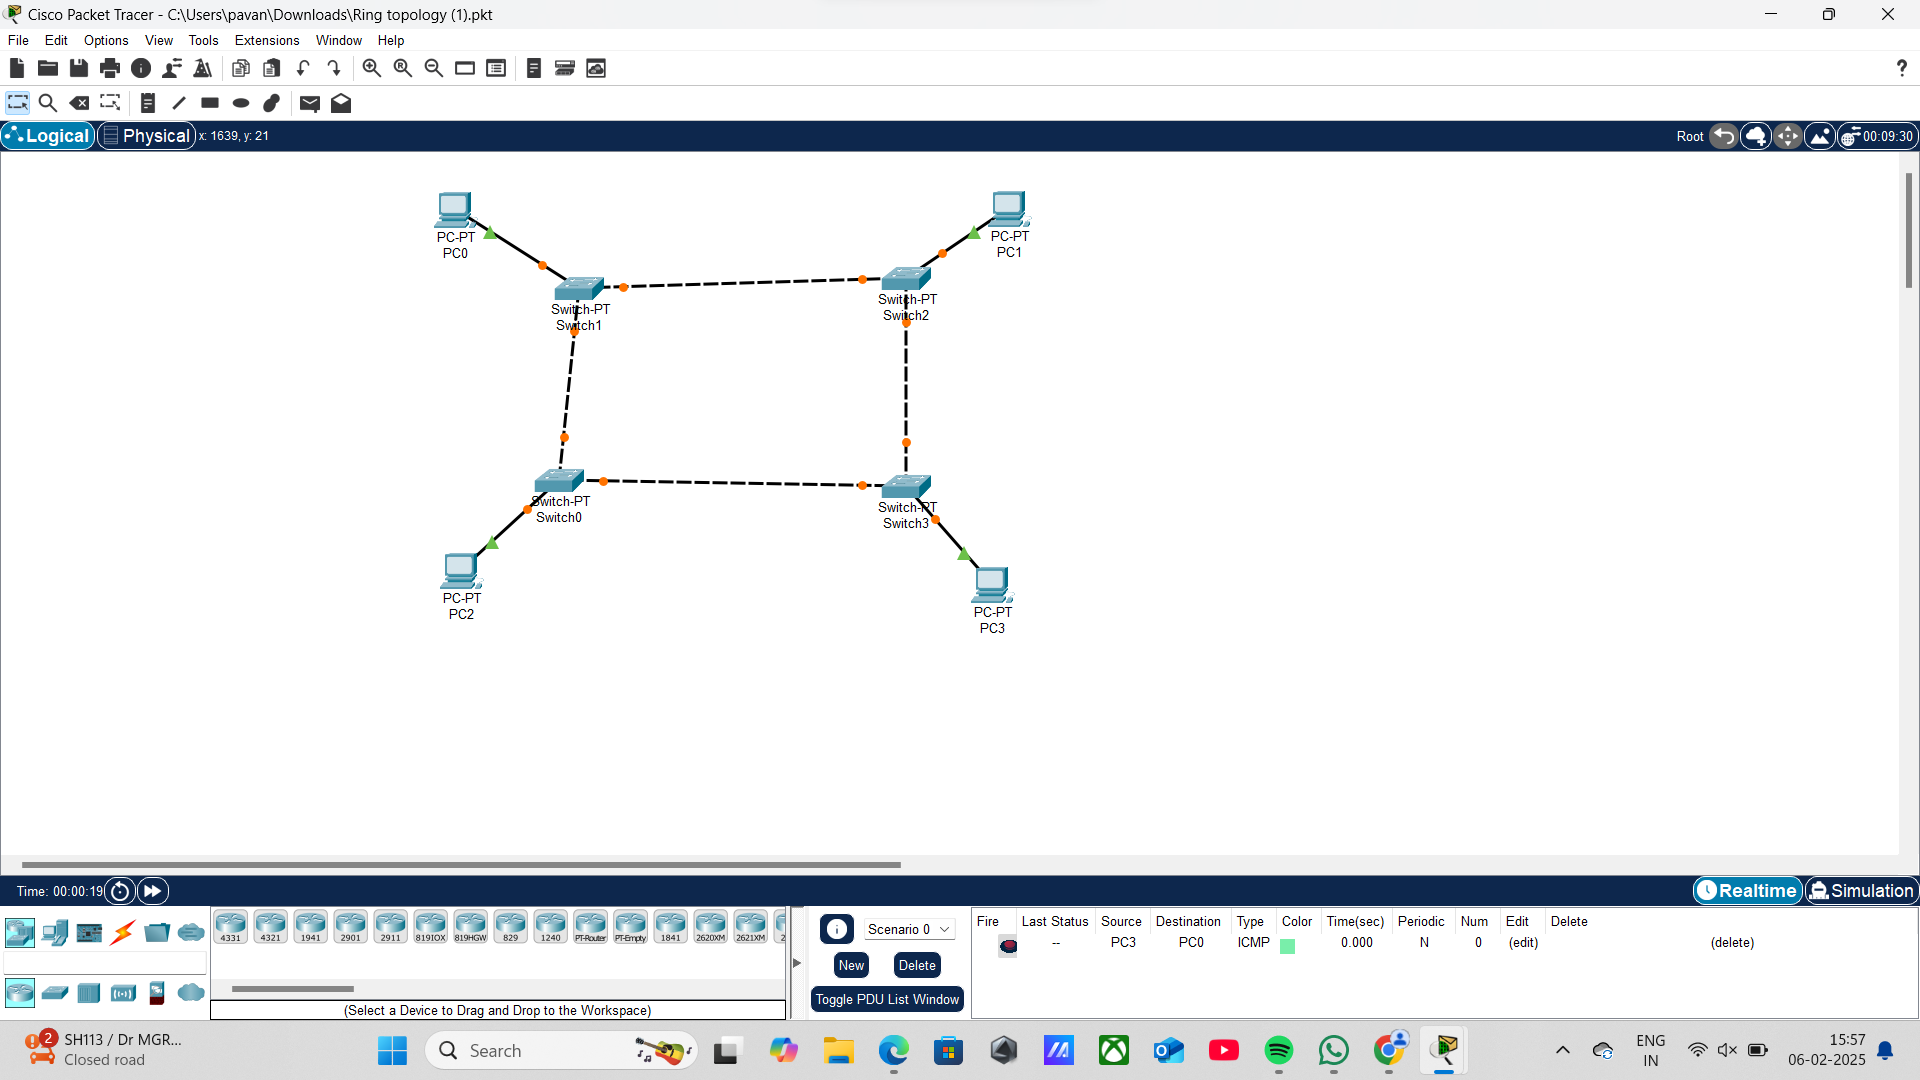 Cisco Packet Tracer - C:\Users\pavan\Downloads\Ring topology (1).pkt
File Edit Options View Tools Extensions Window Help
?
Logical Physical x: 1639, y: 21 Root 00:09:30
PC-PT
PC0
PC-PT
PC1
Switch-PT
Switch1
Switch-PT
Switch2
Switch-PT
Switch0
Switch-PT
Switch3
PC-PT
PC2
PC-PT
PC3
Time: 00:00:19 Realtime Simulation
4331 4321 1941 2901 2911 819IOX 819HGW 829 1240 PT-Router PT-Empty 1841 2620XM 2621XM 2
(Select a Device to Drag and Drop to the Workspace)
Scenario 0
New Delete
Toggle PDU List Window
Fire Last Status Source Destination Type Color Time(sec) Periodic Num Edit Delete
-- PC3 PC0 ICMP 0.000 N 0 (edit) (delete)
2 SH113 / Dr MGR...
Closed road
Search
ENG
IN
15:57
06-02-2025